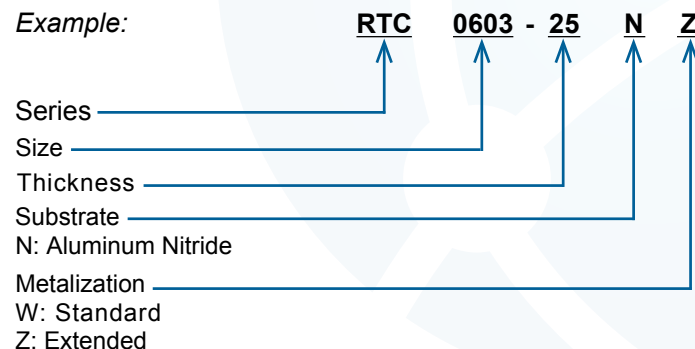 Example: RTC 0603 - 25 N Z
Series
Size
Thickness
Substrate
N: Aluminum Nitride
Metalization
W: Standard
Z: Extended